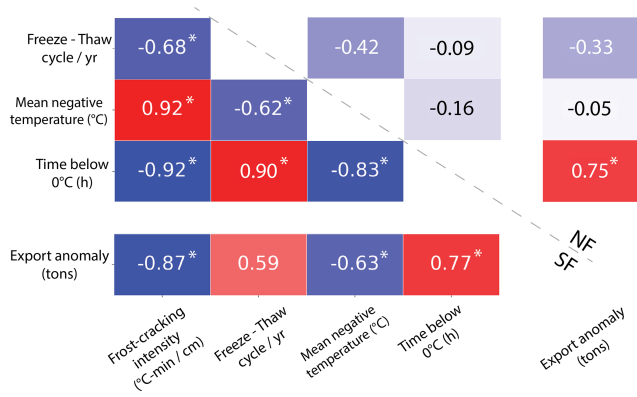 Freeze - Thaw
cycle / yr
-0.68*
-0.42
-0.09
-0.33
Mean negative
temperature (°C)
0.92*
-0.62*
-0.16
-0.05
Time below
0°C (h)
-0.92*
0.90*
-0.83*
0.75*
NF
SF
Export anomaly
(tons)
-0.87*
0.59
-0.63*
0.77*
Frost-cracking
intensity
(°C-min / cm)
Freeze - Thaw
cycle / yr
Mean negative
temperature (°C)
Time below
0°C (h)
Export anomaly
(tons)